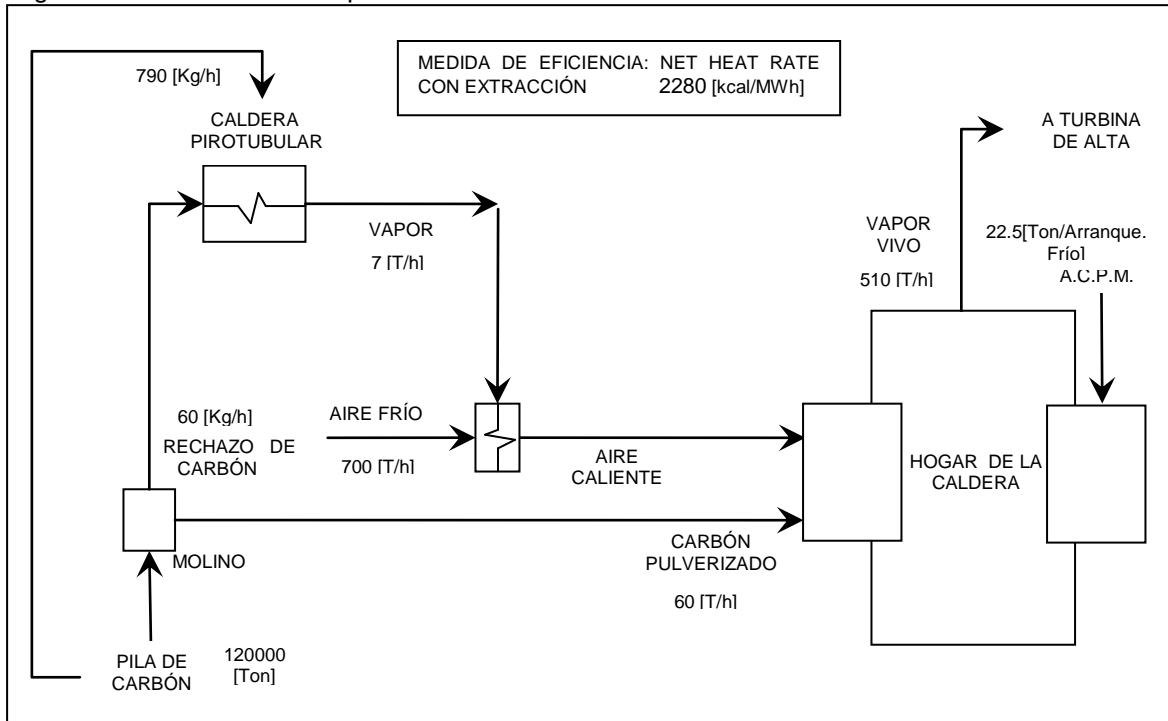 790 [Kg/h]
MEDIDA DE EFICIENCIA: NET HEAT RATE
CON EXTRACCIÓN 2280 [kcal/MWh]
CALDERA
PIROTUBULAR
A TURBINA
DE ALTA
VAPOR
7 [T/h]
VAPOR
VIVO
510 [T/h]
22.5[Ton/Arranque.
Frío]
A.C.P.M.
60 [Kg/h]
RECHAZO DE
CARBÓN
AIRE FRÍO
700 [T/h]
AIRE
CALIENTE
HOGAR DE LA
CALDERA
MOLINO
CARBÓN
PULVERIZADO
60 [T/h]
PILA DE
CARBÓN
120000
[Ton]